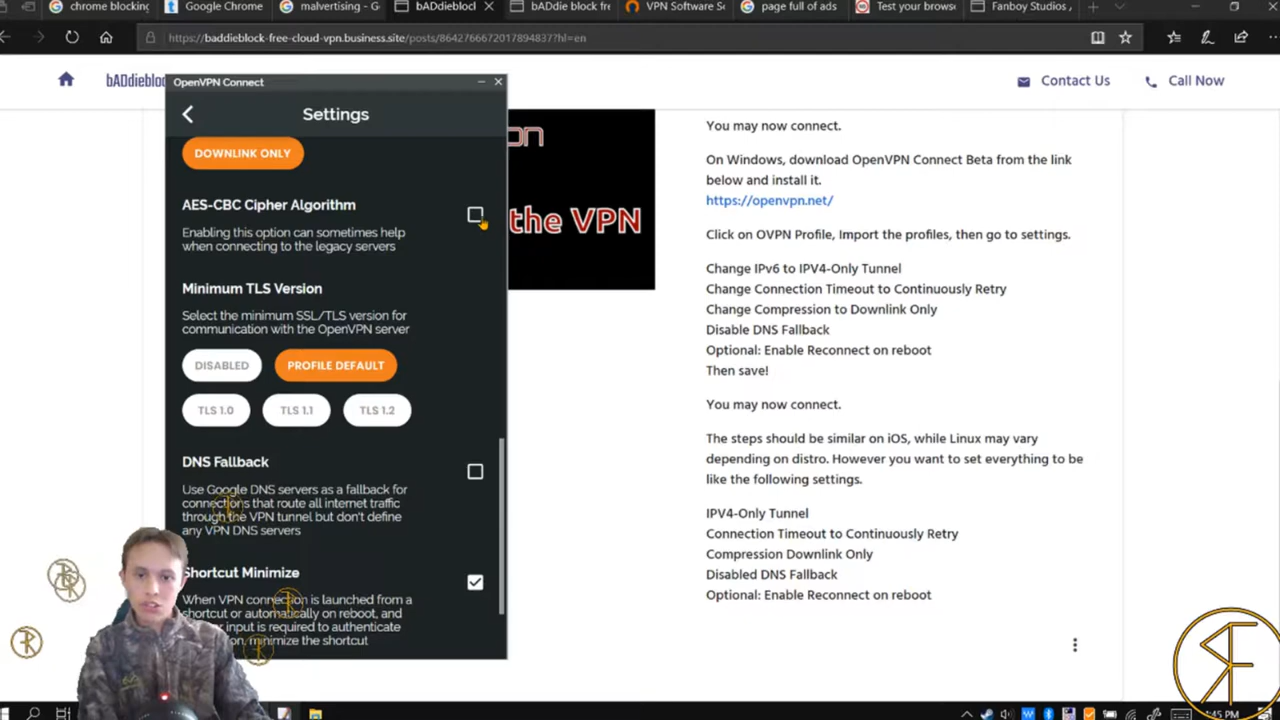 chrome blocking
Google Chrome
malvertising - G
bADdieblocl
bADdie block fre
VPN Software S
page full of ads
Test your browse
Fanboy Studios
https://baddieblock-free-cloud-vpn.business.site/posts/8642766672017894837?hl=en
bADdiebloc
Contact Us
Call Now
OpenVPN Connect
Settings
DOWNLINK ONLY
AES-CBC Cipher Algorithm
Enabling this option can sometimes help
when connecting to the legacy servers
Minimum TLS Version
Select the minimum SSL/TLS version for
communication with the OpenVPN server
DISABLED
PROFILE DEFAULT
TLS 1.0
TLS 1.1
TLS 1.2
DNS Fallback
Use Google DNS servers as a fallback for
connections that route all internet traffic
through the VPN tunnel but don't define
any VPN DNS servers
Shortcut Minimize
When VPN connection is launched from a
shortcut or automatically on reboot, and
input is required to authenticate
minimize the shortcut
on
the VPN
You may now connect.
On Windows, download OpenVPN Connect Beta from the link
below and install it.
https://openvpn.net/
Click on OVPN Profile, Import the profiles, then go to settings.
Change IPv6 to IPV4-Only Tunnel
Change Connection Timeout to Continuously Retry
Change Compression to Downlink Only
Disable DNS Fallback
Optional: Enable Reconnect on reboot
Then save!
You may now connect.
The steps should be similar on iOS, while Linux may vary
depending on distro. However you want to set everything to be
like the following settings.
IPV4-Only Tunnel
Connection Timeout to Continuously Retry
Compression Downlink Only
Disabled DNS Fallback
Optional: Enable Reconnect on reboot
:45 PM